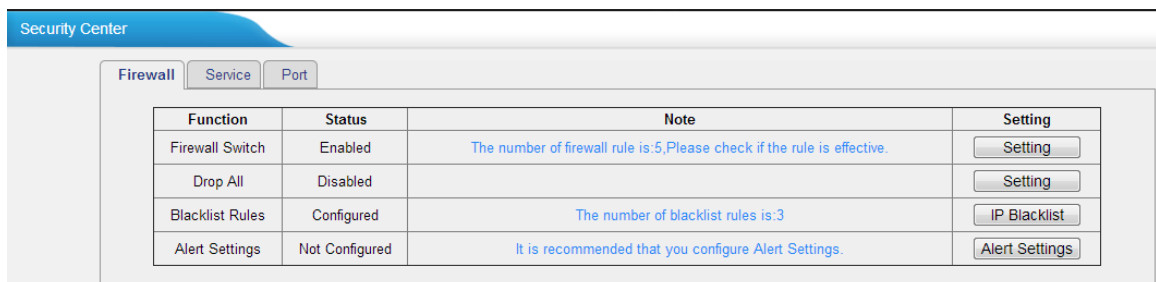 Security Center
Firewall Service Port
Function Status Note Setting
Firewall Switch Enabled The number of firewall rule is:5,Please check if the rule is effective. Setting
Drop All Disabled Setting
Blacklist Rules Configured The number of blacklist rules is:3 IP Blacklist
Alert Settings Not Configured It is recommended that you configure Alert Settings. Alert Settings